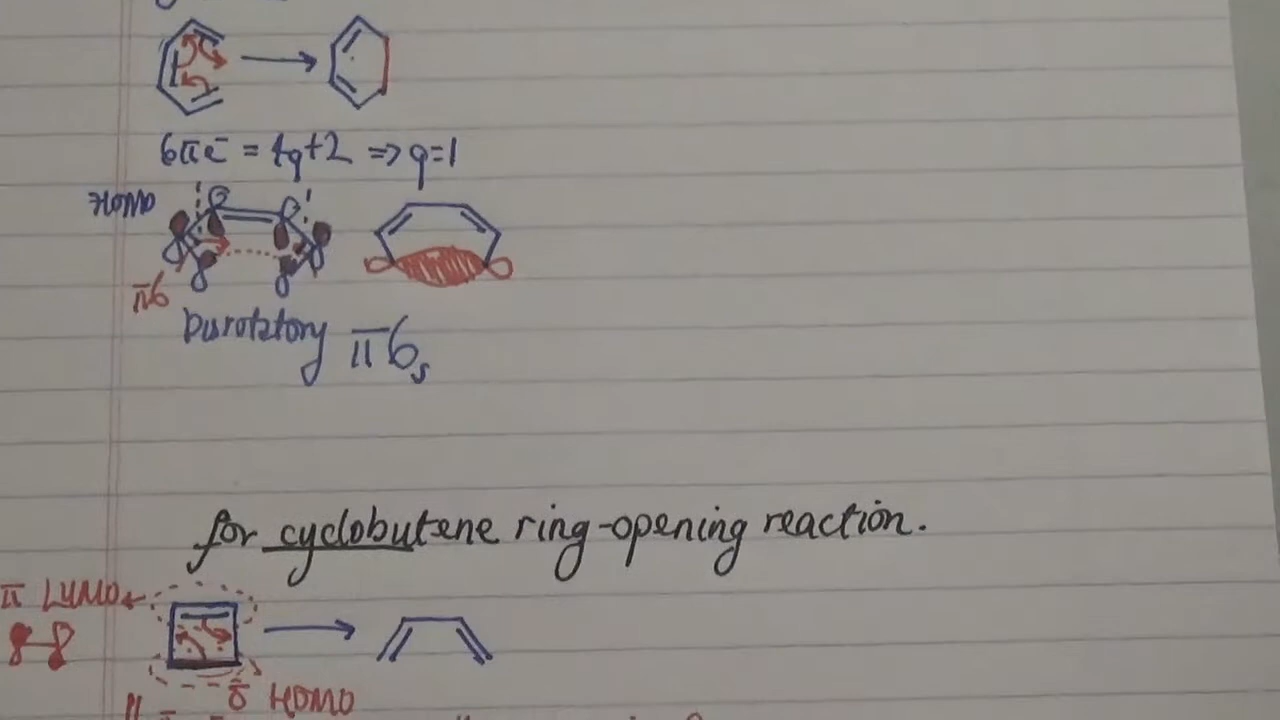 6πe⁻ = 4q+2 => q=1
HOMO
π6
Disrotatory π6s
for cyclobutene ring-opening reaction.
π LUMO
σ HOMO